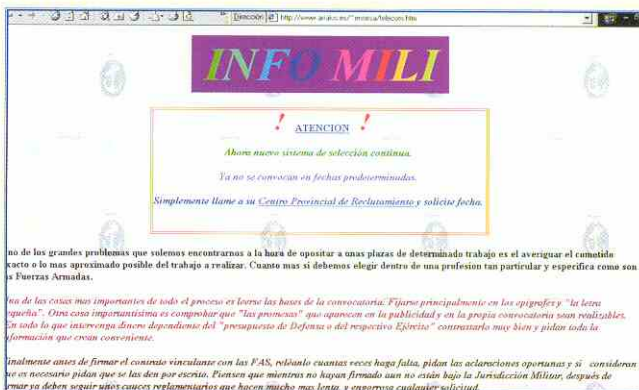 Dirección
INFO MILI
! ATENCION !
Ahora nuevo sistema de selección continua.
Ya no se convocan en fechas predeterminadas.
Simplemente llame a su Centro Provincial de Reclutamiento y solicite fecha.
no de los grandes problemas que solemos encontrarnos a la hora de opositar a unas plazas de determinado trabajo es el averiguar el cometido
xacto o lo mas aproximado posible del trabajo a realizar. Cuanto mas si debemos elegir dentro de una profesion tan particular y especifica como son
s Fuerzas Armadas.
na de las cosas mas importantes de todo el proceso es leerse las bases de la convocatoria. Fijarse principalmente en los epigrafes y "la letra
equeña". Otra cosa importantisima es comprobar que "las promesas" que aparecen en la publicidad y en la propia convocatoria sean realizables.
En todo lo que intervenga dinero dependiente del "presupuesto de Defensa o del respectivo Ejército" contrastarlo muy bien y pidan toda la
formación que crean conveniente.
inalmente antes de firmar el contrato vinculante con las FAS, reléanlo cuantas veces haga falta, pidan las aclaraciones oportunas y si consideran
ue es necesario pidan que se las den por escrito. Piensen que mientras no hayan firmado aun no están bajo la Jurisdicción Militar, después de
rmar ya deben seguir unos cauces reglamentarios que hacen mucho mas lenta, y engorrosa cualquier solicitud.